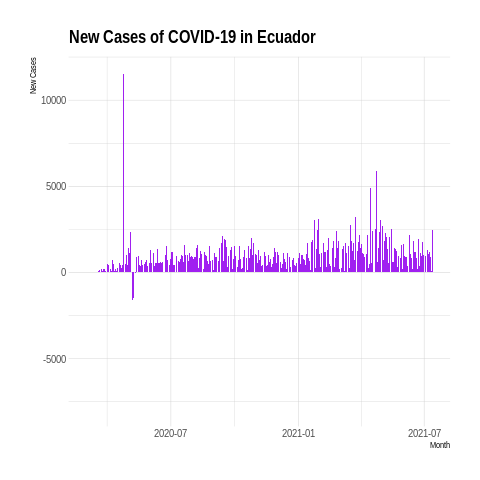 New Cases of COVID-19 in Ecuador
New Cases
10000
5000
0
-5000
2020-07
2021-01
2021-07
Month